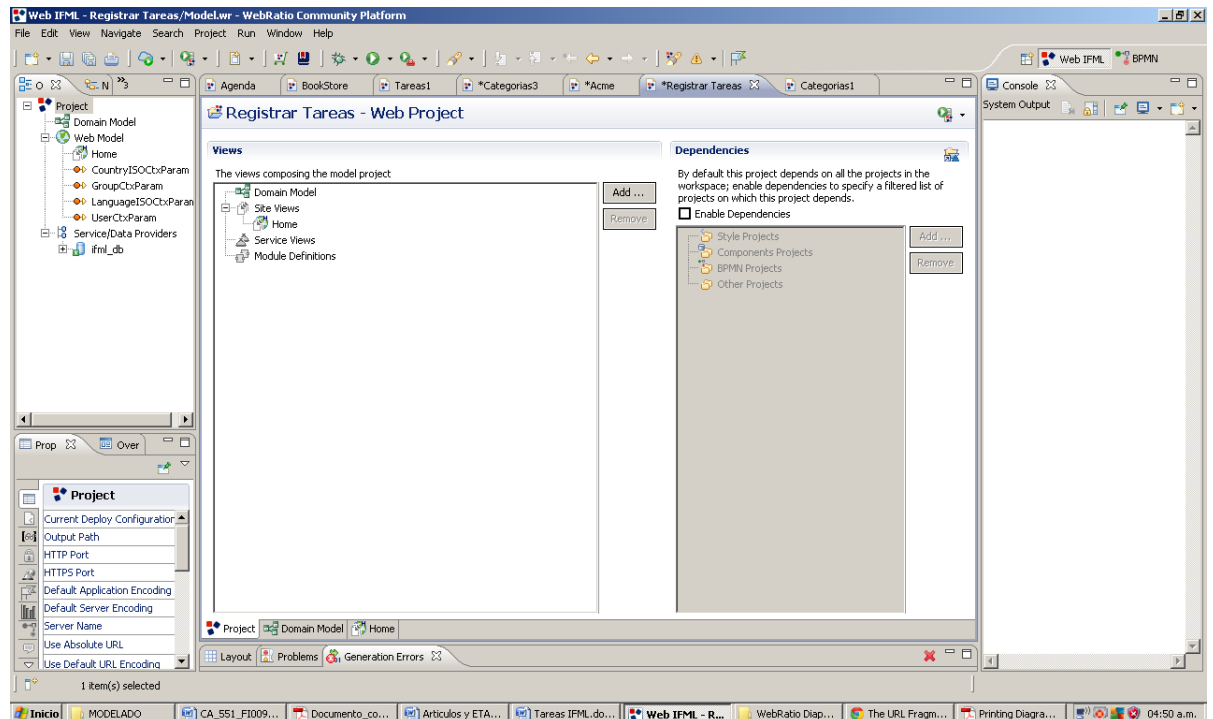 Web IFML - Registrar Tareas/Model.wr - WebRatio Community Platform
File Edit View Navigate Search Project Run Window Help
Web IFML BPMN
O N 3
Agenda BookStore Tareas1 *Categorias3 *Acme *Registrar Tareas Categorias1
Console
System Output
Project
Domain Model
Web Model
Home
CountryISOCtxParam
GroupCtxParam
LanguageISOCtxParan
UserCtxParam
Service/Data Providers
ifml_db
Registrar Tareas - Web Project
Views
The views composing the model project
Domain Model
Site Views
Home
Service Views
Module Definitions
Add ...
Remove
Dependencies
By default this project depends on all the projects in the
workspace; enable dependencies to specify a filtered list of
projects on which this project depends.
Enable Dependencies
Style Projects
Components Projects
BPMN Projects
Other Projects
Add ...
Remove
Prop Over
Project
Current Deploy Configuration
Output Path
HTTP Port
HTTPS Port
Default Application Encoding
Default Server Encoding
Server Name
Use Absolute URL
Use Default URL Encoding
Project Domain Model Home
Layout Problems Generation Errors
1 item(s) selected
Inicio MODELADO CA_551_FI009... Documento_co... Articulos y ETA... Tareas IFML.do... Web IFML - R... WebRatio Diap... The URL Fragm... Printing Diagra... 04:50 a.m.